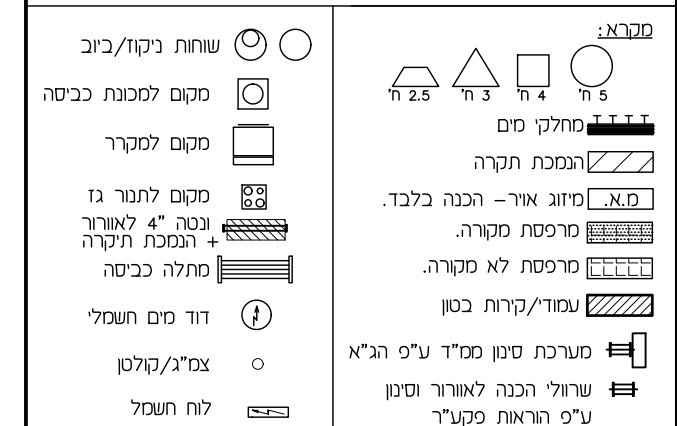 מקרא:
5 ח'
4 ח'
3 ח'
2.5 ח'
מחלקי מים
הנמכת תקרה
מ.א. מיזוג אויר- הכנה בלבד.
מרפסת מקורה.
מרפסת לא מקורה.
עמודי/קירות בטון
מערכת סינון ממ"ד ע"פ הג"א
שרוולי הכנה לאוורור וסינון
ע"פ הוראות פקע"ר
שוחות ניקוז/ביוב
מקום למכונת כביסה
מקום למקרר
מקום לתנור גז
ונטה "4 לאוורור
+ הנמכת תיקרה
מתלה כביסה
דוד מים חשמלי
צמ"ג/קולטן
לוח חשמל